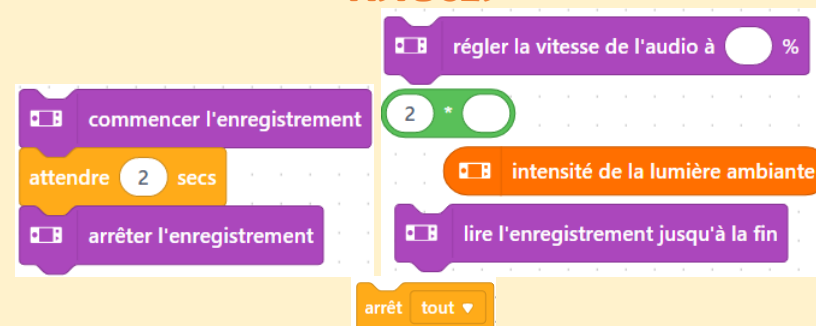 régler la vitesse de l'audio à %
commencer l'enregistrement
2 *
attendre 2 secs
intensité de la lumière ambiante
arrêter l'enregistrement
lire l'enregistrement jusqu'à la fin
arrêt tout